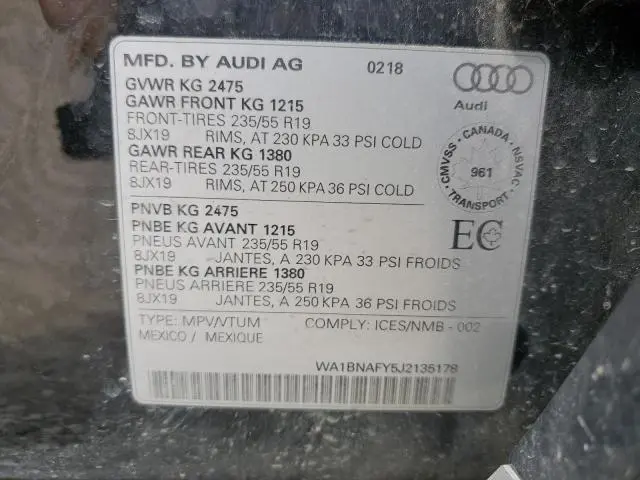 MFD. BY AUDI AG 0218
GVWR KG 2475
GAWR FRONT KG 1215
FRONT-TIRES 235/55 R19
8JX19 RIMS, AT 230 KPA 33 PSI COLD
GAWR REAR KG 1380
REAR-TIRES 235/55 R19
8JX19 RIMS, AT 250 KPA 36 PSI COLD
Audi
CMVSS - CANADA - NSVAC
961
TRANSPORT
EC
PNVB KG 2475
PNBE KG AVANT 1215
PNEUS AVANT 235/55 R19
8JX19 JANTES, A 230 KPA 33 PSI FROIDS
PNBE KG ARRIERE 1380
PNEUS ARRIERE 235/55 R19
8JX19 JANTES, A 250 KPA 36 PSI FROIDS
TYPE: MPV/VTUM COMPLY: ICES/NMB - 002
MEXICO / MEXIQUE
WA1BNAFY5J2135178